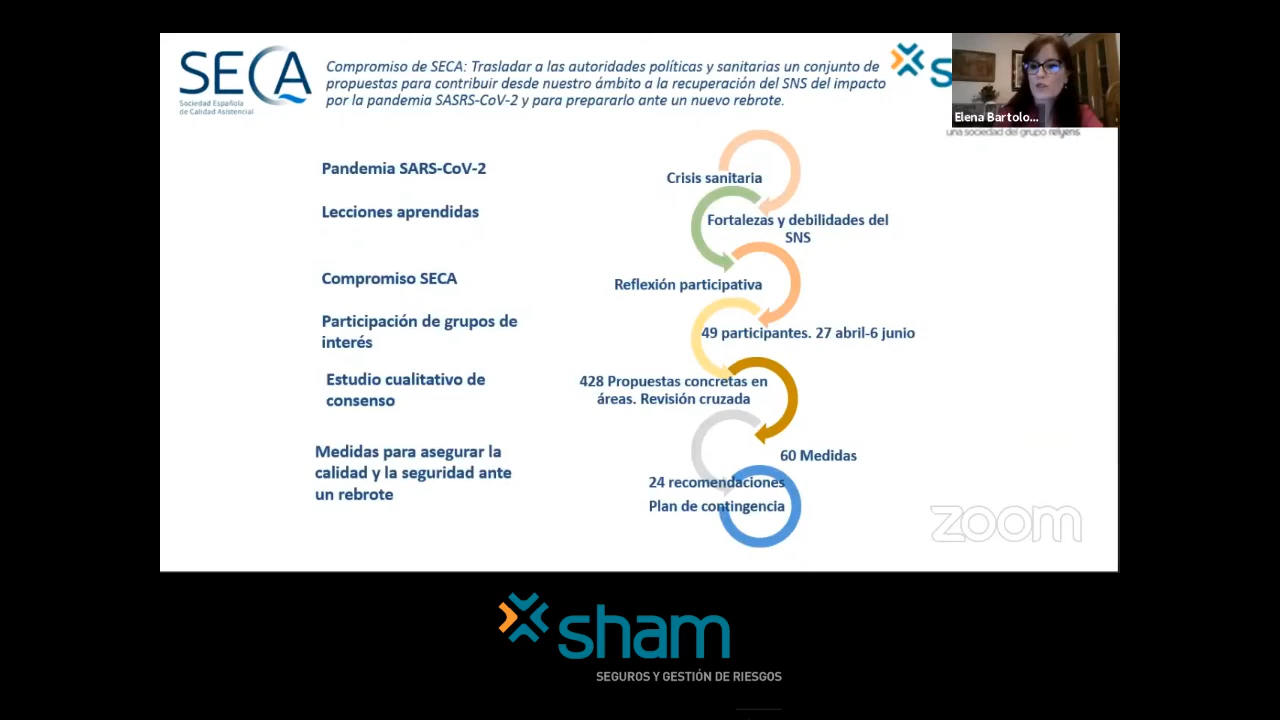 SECA
Sociedad Española
de Calidad Asistencial
Compromiso de SECA: Trasladar a las autoridades políticas y sanitarias un conjunto de
propuestas para contribuir desde nuestro ámbito a la recuperación del SNS del impacto
por la pandemia SASRS-CoV-2 y para prepararlo ante un nuevo rebrote.
s
Elena Bartolo...
una sociedad del grupo relyens
Pandemia SARS-CoV-2
Crisis sanitaria
Lecciones aprendidas
Fortalezas y debilidades del
SNS
Compromiso SECA
Reflexión participativa
Participación de grupos de
interés
49 participantes. 27 abril-6 junio
Estudio cualitativo de
consenso
428 Propuestas concretas en
áreas. Revisión cruzada
Medidas para asegurar la
calidad y la seguridad ante
un rebrote
60 Medidas
24 recomendaciones
Plan de contingencia
zoom
sham
SEGUROS Y GESTIÓN DE RIESGOS